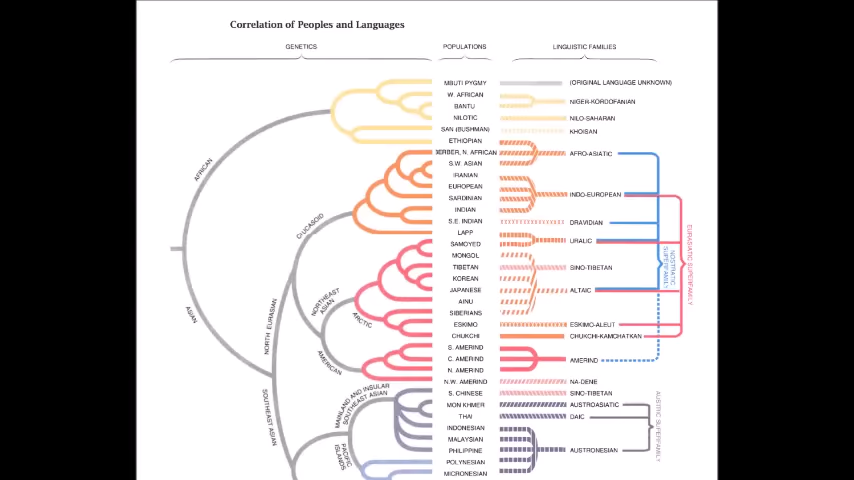 Correlation of Peoples and Languages
GENETICS
POPULATIONS
LINGUISTIC FAMILIES
MBUTI PYGMY
(ORIGINAL LANGUAGE UNKNOWN)
W. AFRICAN
NIGER-KORDOFANIAN
BANTU
NILOTIC
NILO-SAHARAN
SAN (BUSHMAN)
KHOISAN
ETHIOPIAN
BERBER, N. AFRICAN
AFRO-ASIATIC
S.W. ASIAN
AFRICAN
IRANIAN
EUROPEAN
SARDINIAN
INDO-EUROPEAN
INDIAN
S.E. INDIAN
DRAVIDIAN
CAUCASOID
LAPP
SAMOYED
URALIC
MONGOL
TIBETAN
SINO-TIBETAN
KOREAN
NOSTRATIC SUPERFAMILY
EURASIATIC SUPERFAMILY
JAPANESE
ALTAIC
AINU
NORTHEAST ASIAN
SIBERIANS
ASIAN
ARCTIC
ESKIMO
ESKIMO-ALEUT
CHUKCHI
CHUKCHI-KAMCHATKAN
NORTH EURASIAN
S. AMERIND
C. AMERIND
AMERIND
AMERICAN
N. AMERIND
N.W. AMERIND
NA-DENE
S. CHINESE
SINO-TIBETAN
MAINLAND AND INSULAR SOUTHEAST ASIAN
MON KHMER
AUSTROASIATIC
THAI
DAIC
SOUTHEAST ASIAN
AUSTRIC SUPERFAMILY
INDONESIAN
MALAYSIAN
PHILIPPINE
AUSTRONESIAN
PACIFIC ISLANDS
POLYNESIAN
MICRONESIAN